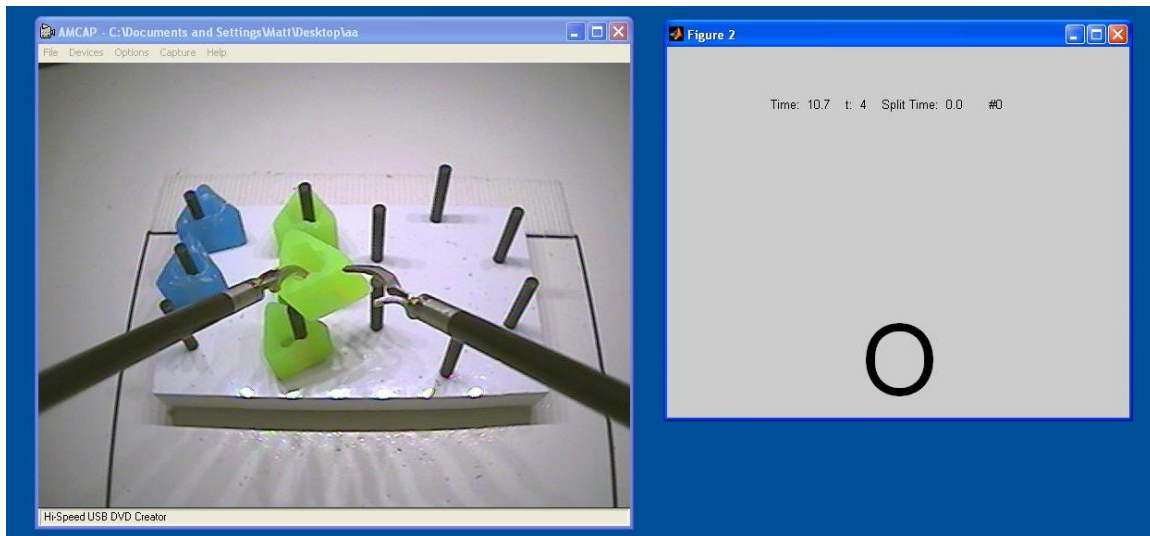 AMCAP - C:\Documents and Settings\Matt\Desktop\aa
File Devices Options Capture Help
Hi-Speed USB DVD Creator
Figure 2
Time: 10.7 t: 4 Split Time: 0.0 #0
O